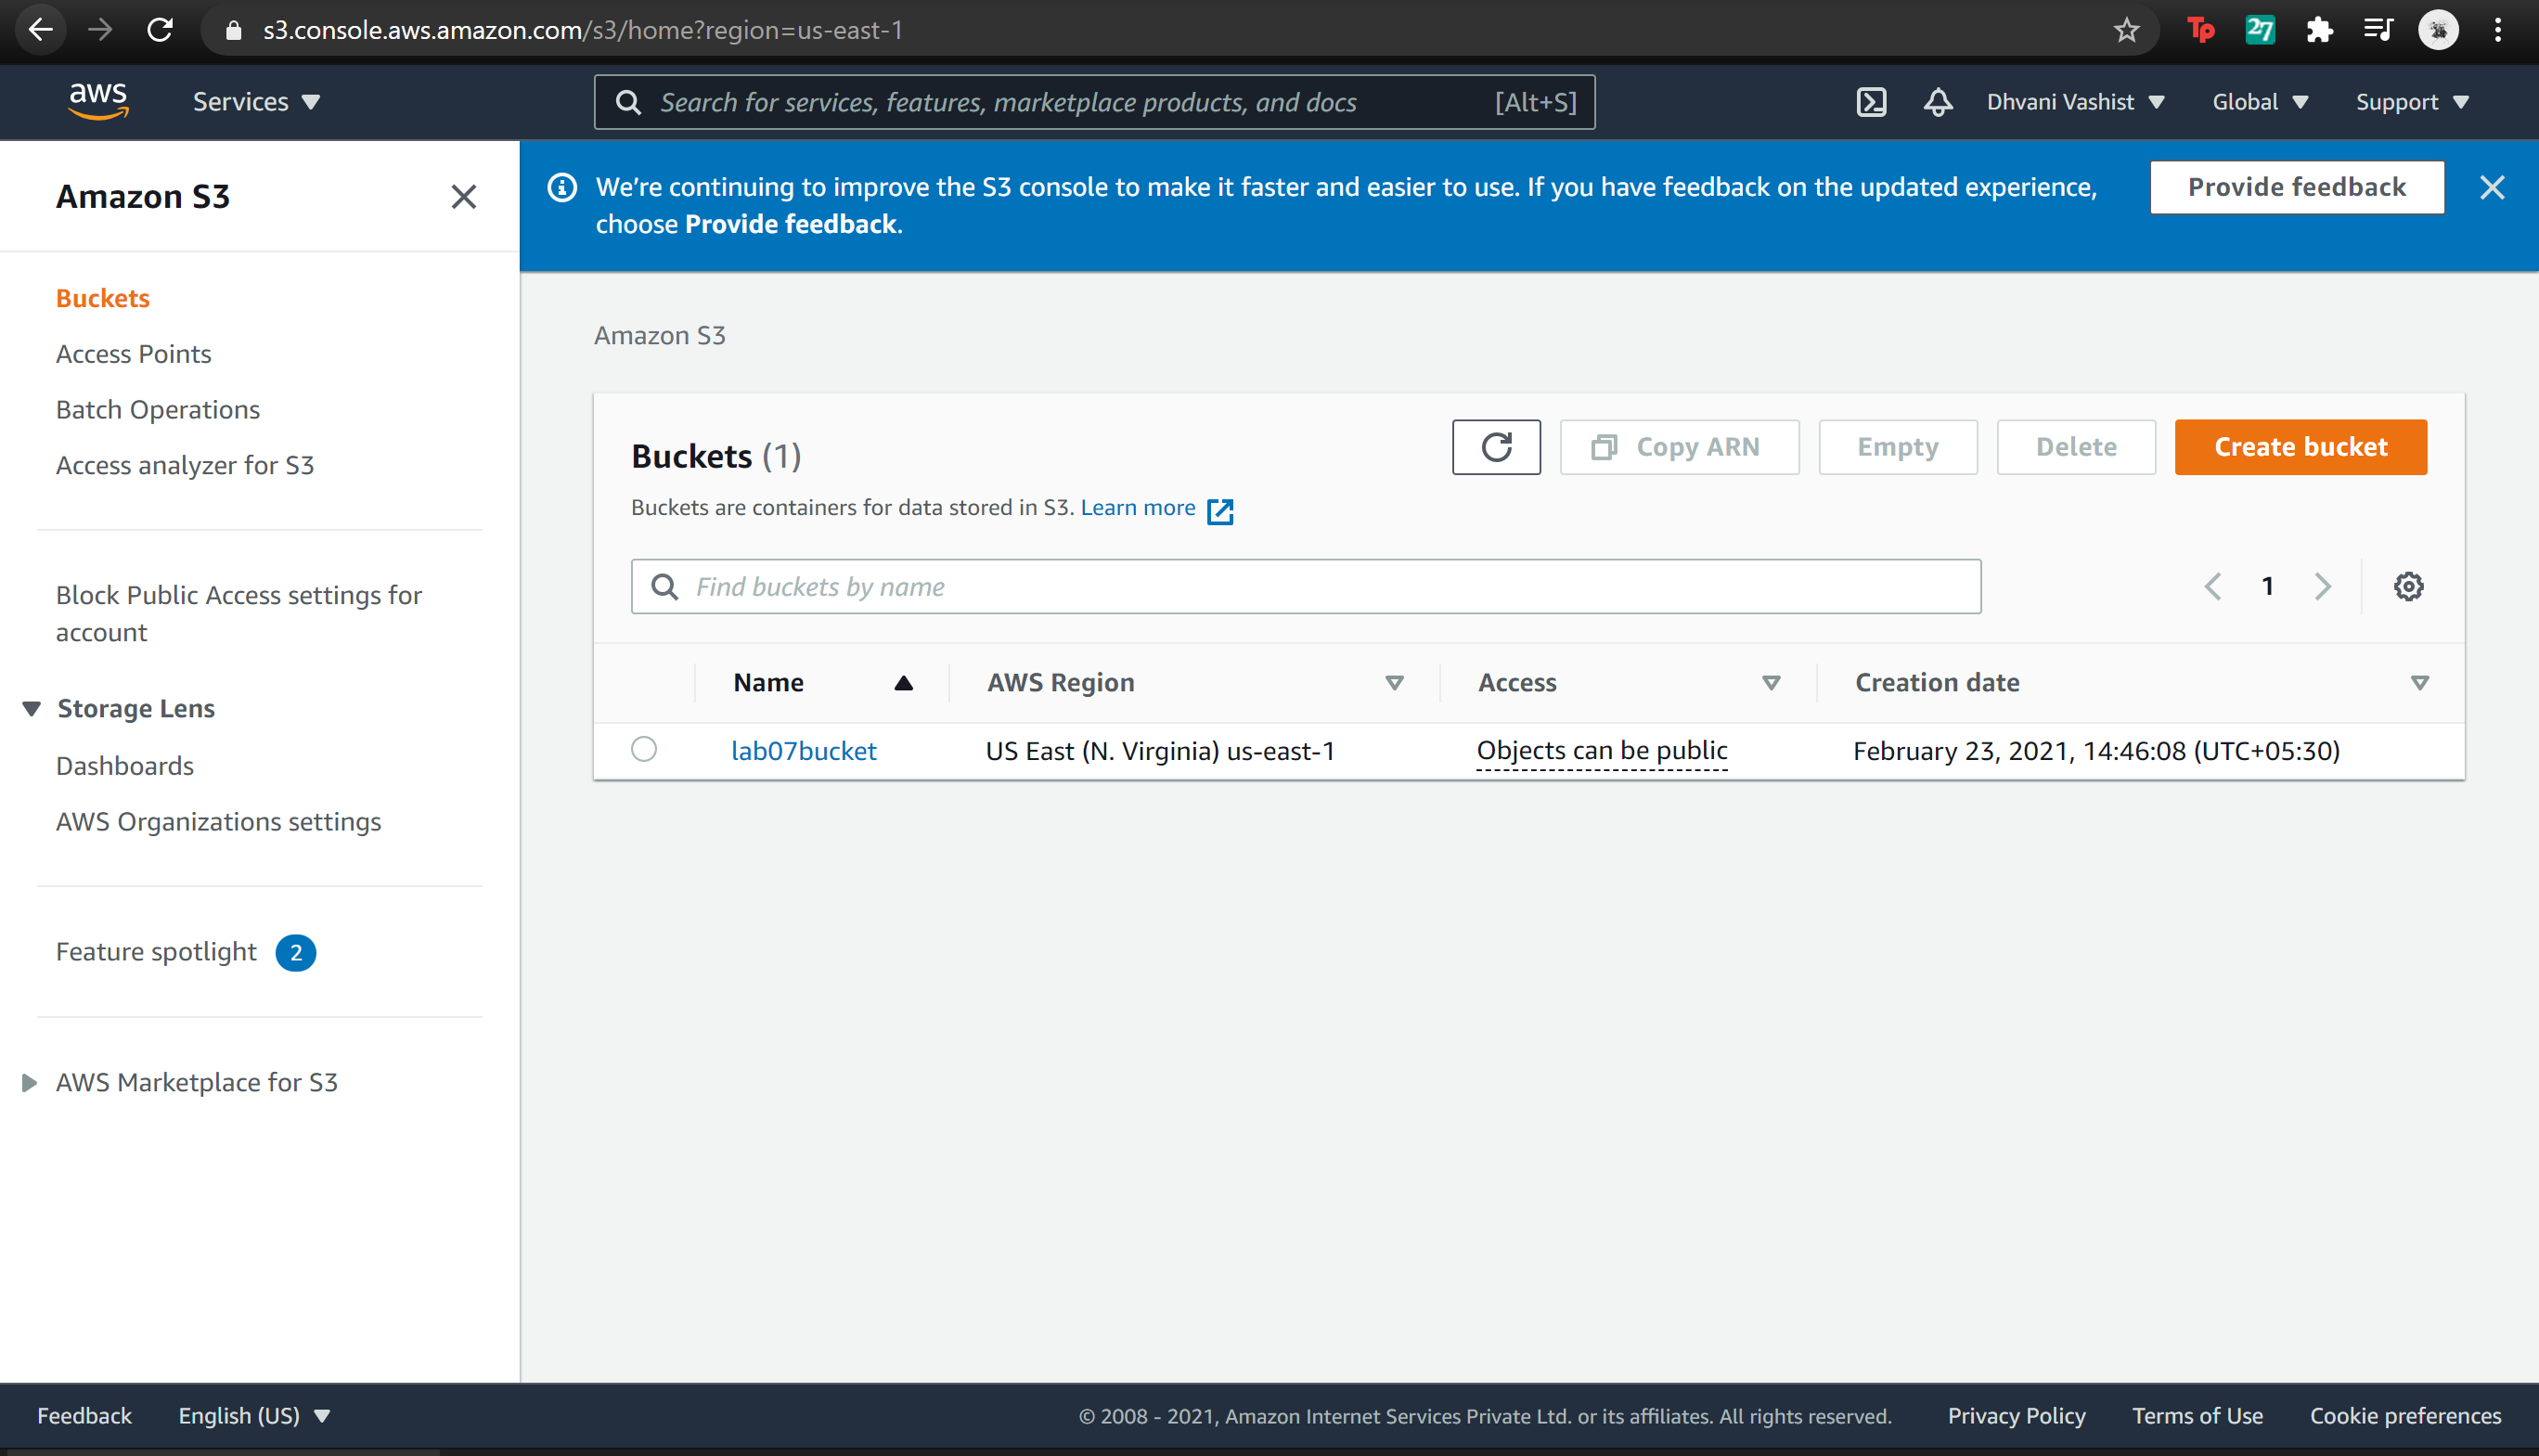 s3.console.aws.amazon.com/s3/home?region=us-east-1
Tp
27
aws
Services
Search for services, features, marketplace products, and docs
[Alt+S]
Dhvani Vashist
Global
Support
Amazon S3
Buckets
Access Points
Batch Operations
Access analyzer for S3
Block Public Access settings for
account
Storage Lens
Dashboards
AWS Organizations settings
Feature spotlight 2
AWS Marketplace for S3
We’re continuing to improve the S3 console to make it faster and easier to use. If you have feedback on the updated experience,
choose Provide feedback.
Provide feedback
Amazon S3
Buckets (1)
Copy ARN
Empty
Delete
Create bucket
Buckets are containers for data stored in S3. Learn more
Find buckets by name
1
Name AWS Region Access Creation date
lab07bucket US East (N. Virginia) us-east-1 Objects can be public February 23, 2021, 14:46:08 (UTC+05:30)
Feedback English (US) © 2008 - 2021, Amazon Internet Services Private Ltd. or its affiliates. All rights reserved. Privacy Policy Terms of Use Cookie preferences